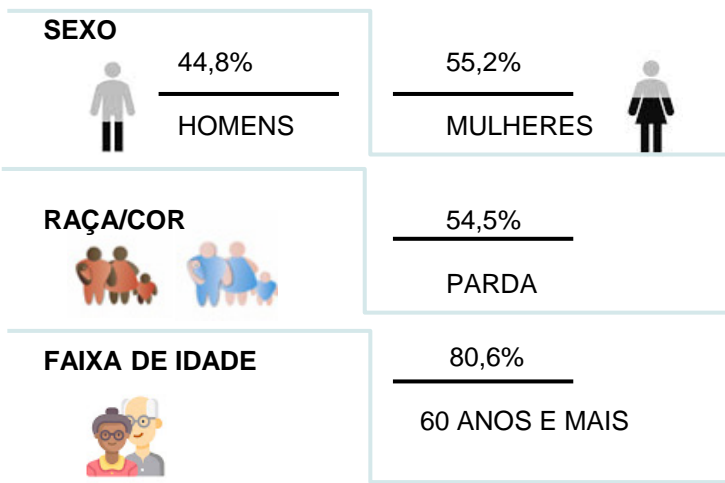 SEXO
44,8%
HOMENS
55,2%
MULHERES
RAÇA/COR
54,5%
PARDA
FAIXA DE IDADE
80,6%
60 ANOS E MAIS